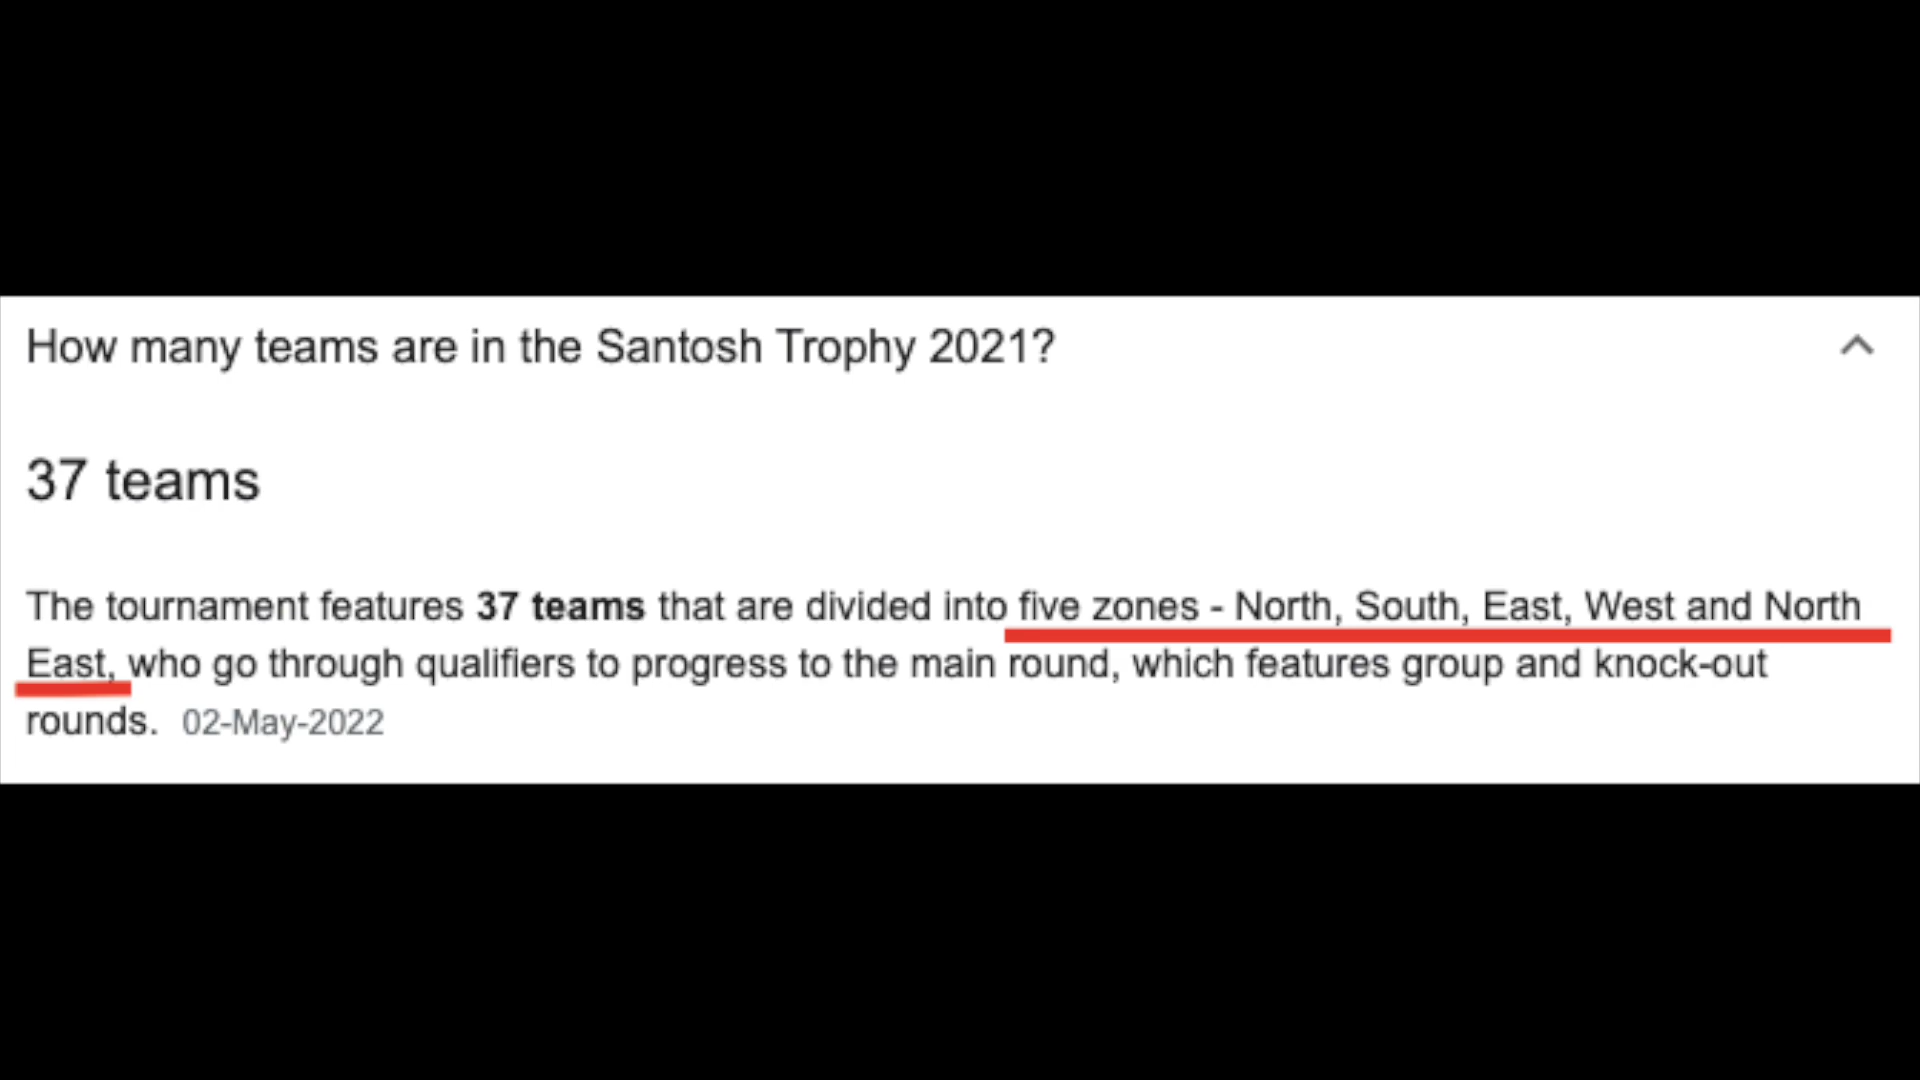 How many teams are in the Santosh Trophy 2021?
37 teams
The tournament features 37 teams that are divided into five zones - North, South, East, West and North
East, who go through qualifiers to progress to the main round, which features group and knock-out
rounds. 02-May-2022